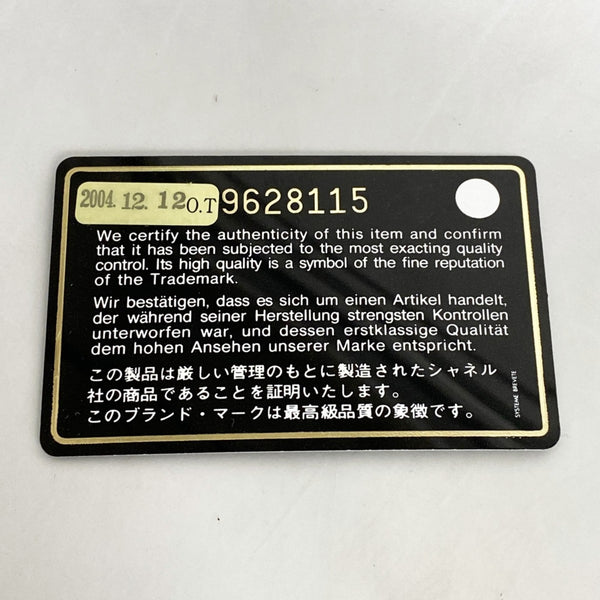 2004.12.12 O.T 9628115
We certify the authenticity of this item and confirm
that it has been subjected to the most exacting quality
control. Its high quality is a symbol of the fine reputation
of the Trademark.
Wir bestätigen, dass es sich um einen Artikel handelt,
der während seiner Herstellung strengsten Kontrollen
unterworfen war, und dessen erstklassige Qualität
dem hohen Ansehen unserer Marke entspricht.
この製品は厳しい管理のもとに製造されたシャネル
社の商品であることを証明いたします。
このブランド・マークは最高級品質の象徴です。
SYSTEME BREVETE